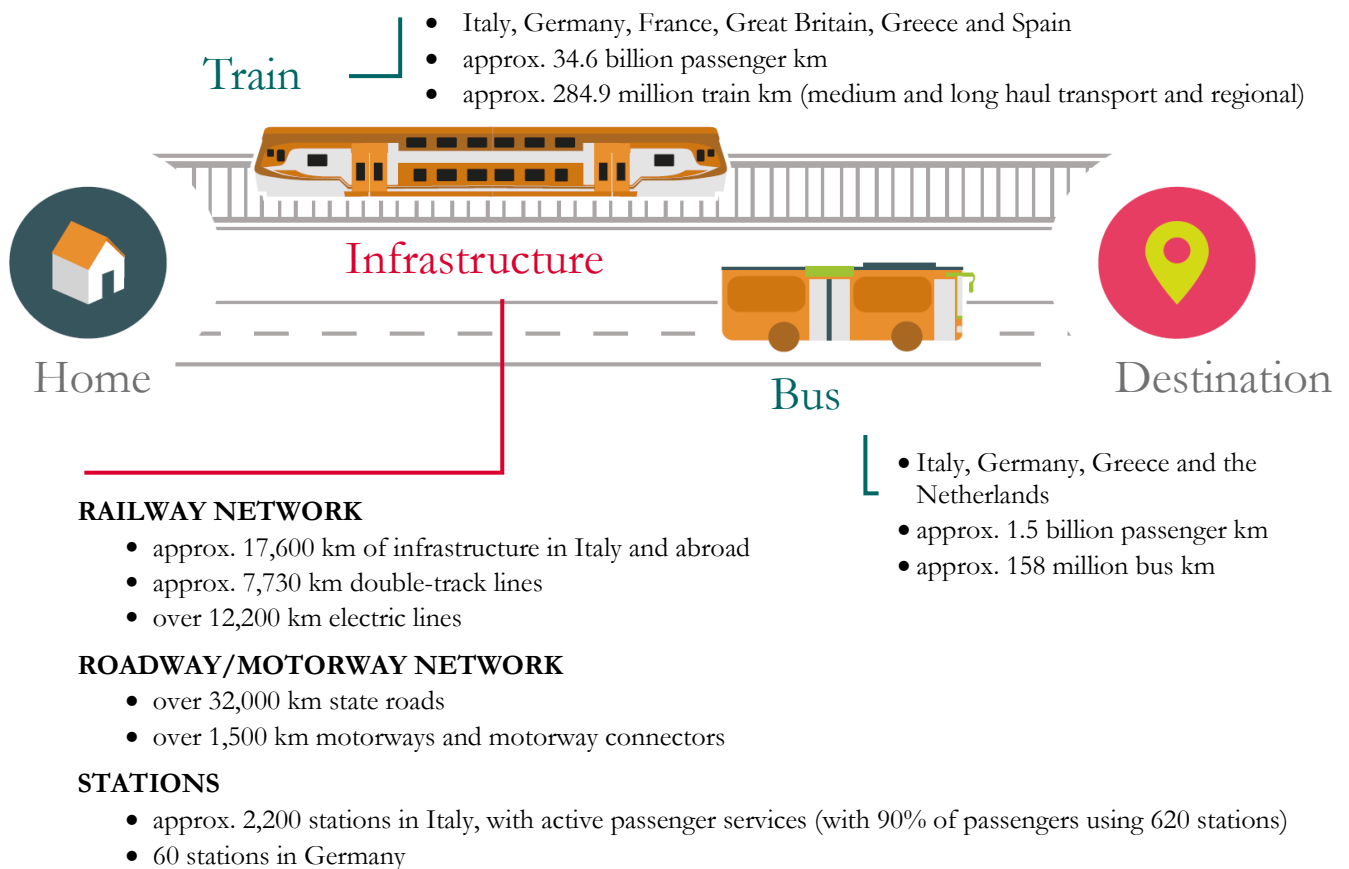 Train
• Italy, Germany, France, Great Britain, Greece and Spain
• approx. 34.6 billion passenger km
• approx. 284.9 million train km (medium and long haul transport and regional)
Infrastructure
Home
Bus
Destination
• Italy, Germany, Greece and the
Netherlands
• approx. 1.5 billion passenger km
• approx. 158 million bus km
RAILWAY NETWORK
• approx. 17,600 km of infrastructure in Italy and abroad
• approx. 7,730 km double-track lines
• over 12,200 km electric lines
ROADWAY/MOTORWAY NETWORK
• over 32,000 km state roads
• over 1,500 km motorways and motorway connectors
STATIONS
• approx. 2,200 stations in Italy, with active passenger services (with 90% of passengers using 620 stations)
• 60 stations in Germany